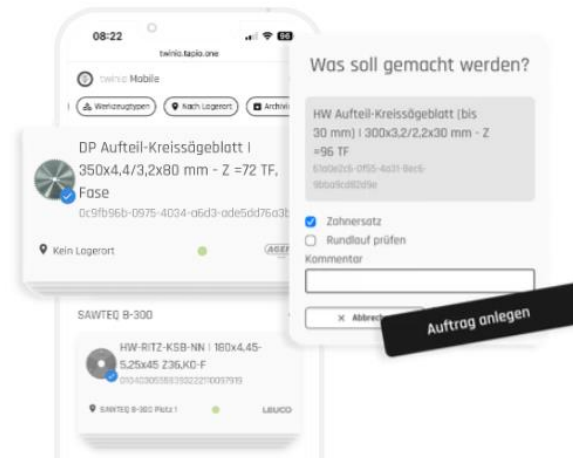 08:22
96
twinio.tapio.one
twinio Mobile
Werkzeugtypen
Nach Lagerort
DP Aufteil-Kreissägeblatt |
350x4,4/3,2x80 mm - Z =72 TF,
Fase
0c9fb96b-0975-4034-a6d3-ade5dd76a3b
Kein Lagerort
SAWTEQ B-300
HW-RITZ-KSB-NN | 180x4,45-
5,25x45 Z36,KO-F
SAWTEQ B-300 Platz 1
LEUCO
Was soll gemacht werden?
HW Aufteil-Kreissägeblatt (bis
30 mm) | 300x3,2/2,2x30 mm - Z
=96 TF
Zahnersatz
Rundlauf prüfen
Kommentar
Auftrag anlegen